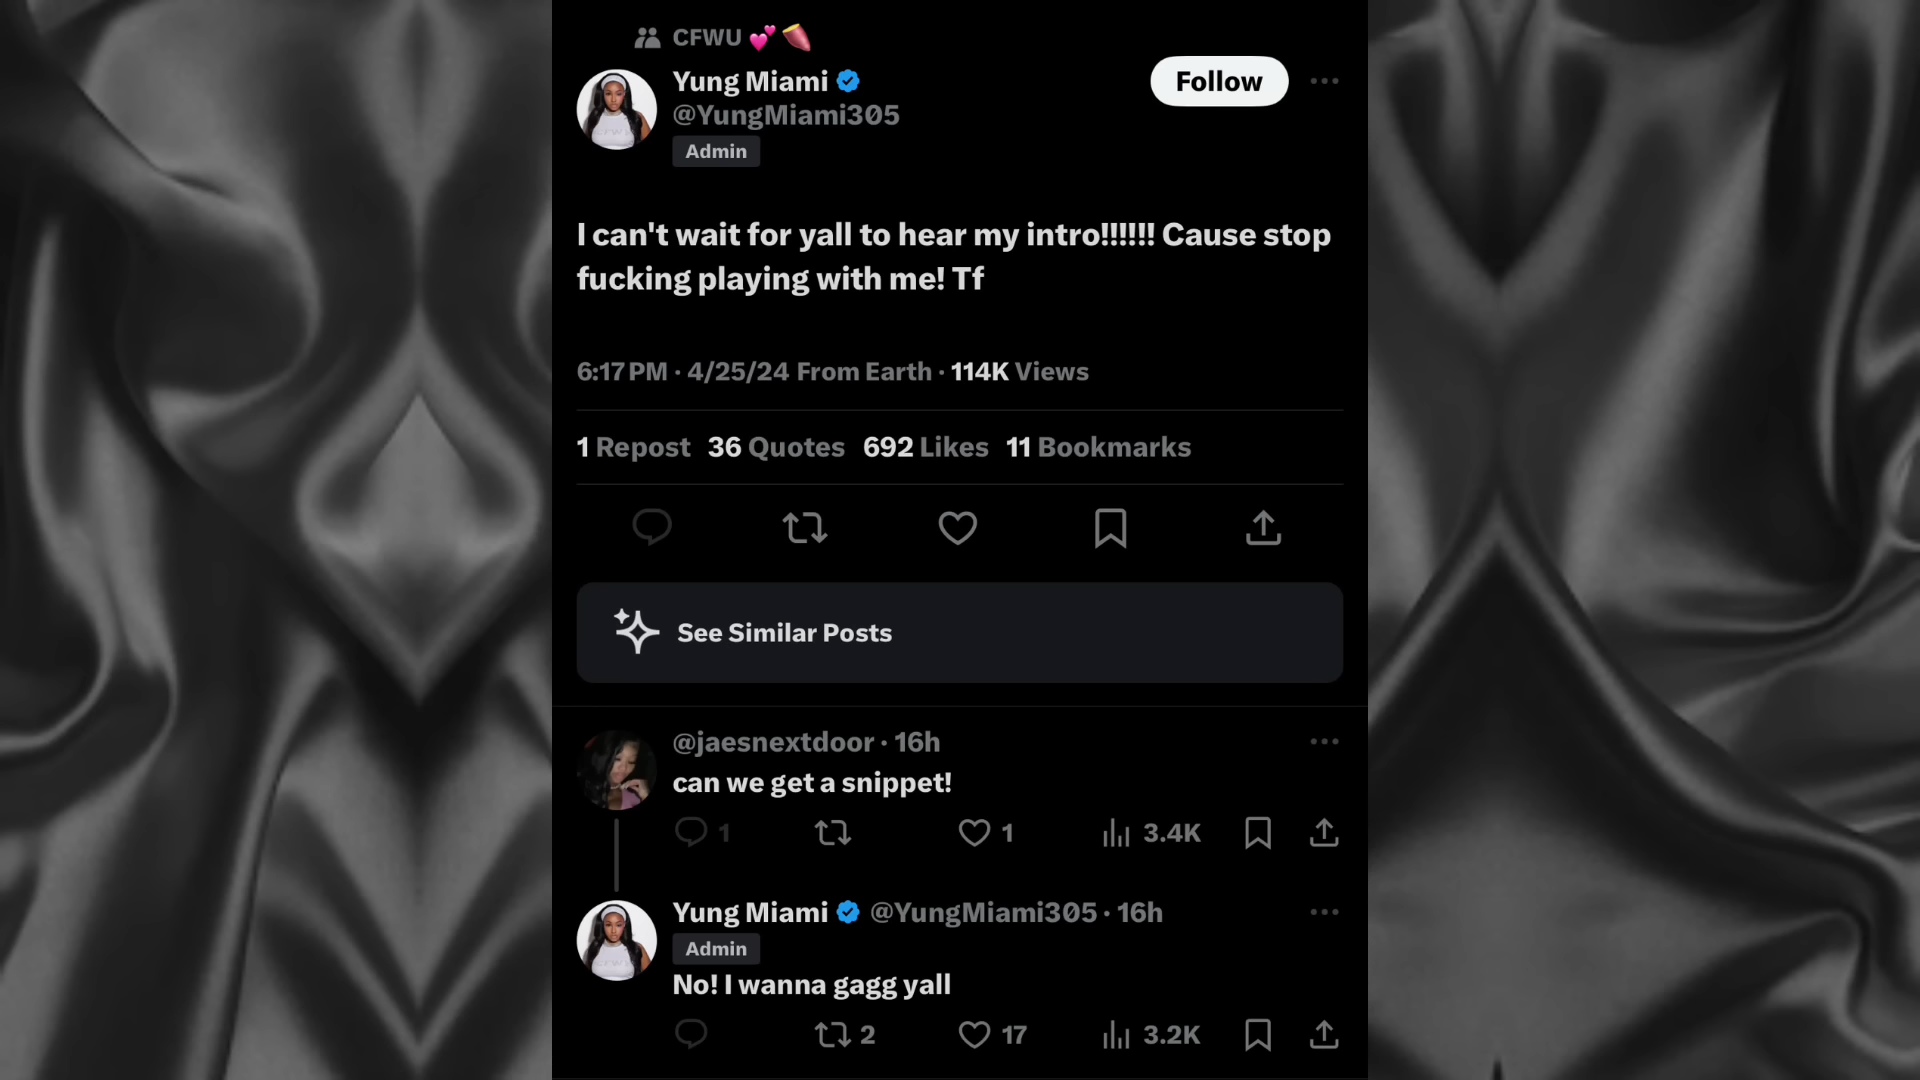 CFWU 💕🍠
Yung Miami
@YungMiami305
Admin
Follow
I can't wait for yall to hear my intro!!!!!! Cause stop
fucking playing with me! Tf
6:17 PM · 4/25/24 From Earth · 114K Views
1 Repost 36 Quotes 692 Likes 11 Bookmarks
See Similar Posts
@jaesnextdoor · 16h
can we get a snippet!
1 1 3.4K
Yung Miami @YungMiami305 · 16h
Admin
No! I wanna gagg yall
2 17 3.2K